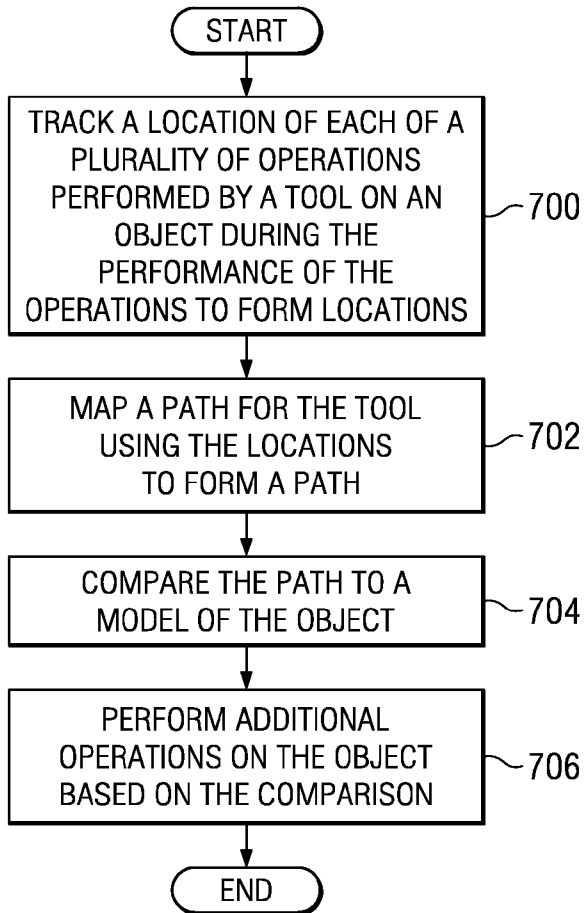 START
TRACK A LOCATION OF EACH OF A
PLURALITY OF OPERATIONS
PERFORMED BY A TOOL ON AN
OBJECT DURING THE
PERFORMANCE OF THE
OPERATIONS TO FORM LOCATIONS
700
MAP A PATH FOR THE TOOL
USING THE LOCATIONS
TO FORM A PATH
702
COMPARE THE PATH TO A
MODEL OF THE OBJECT
704
PERFORM ADDITIONAL
OPERATIONS ON THE OBJECT
BASED ON THE COMPARISON
706
END